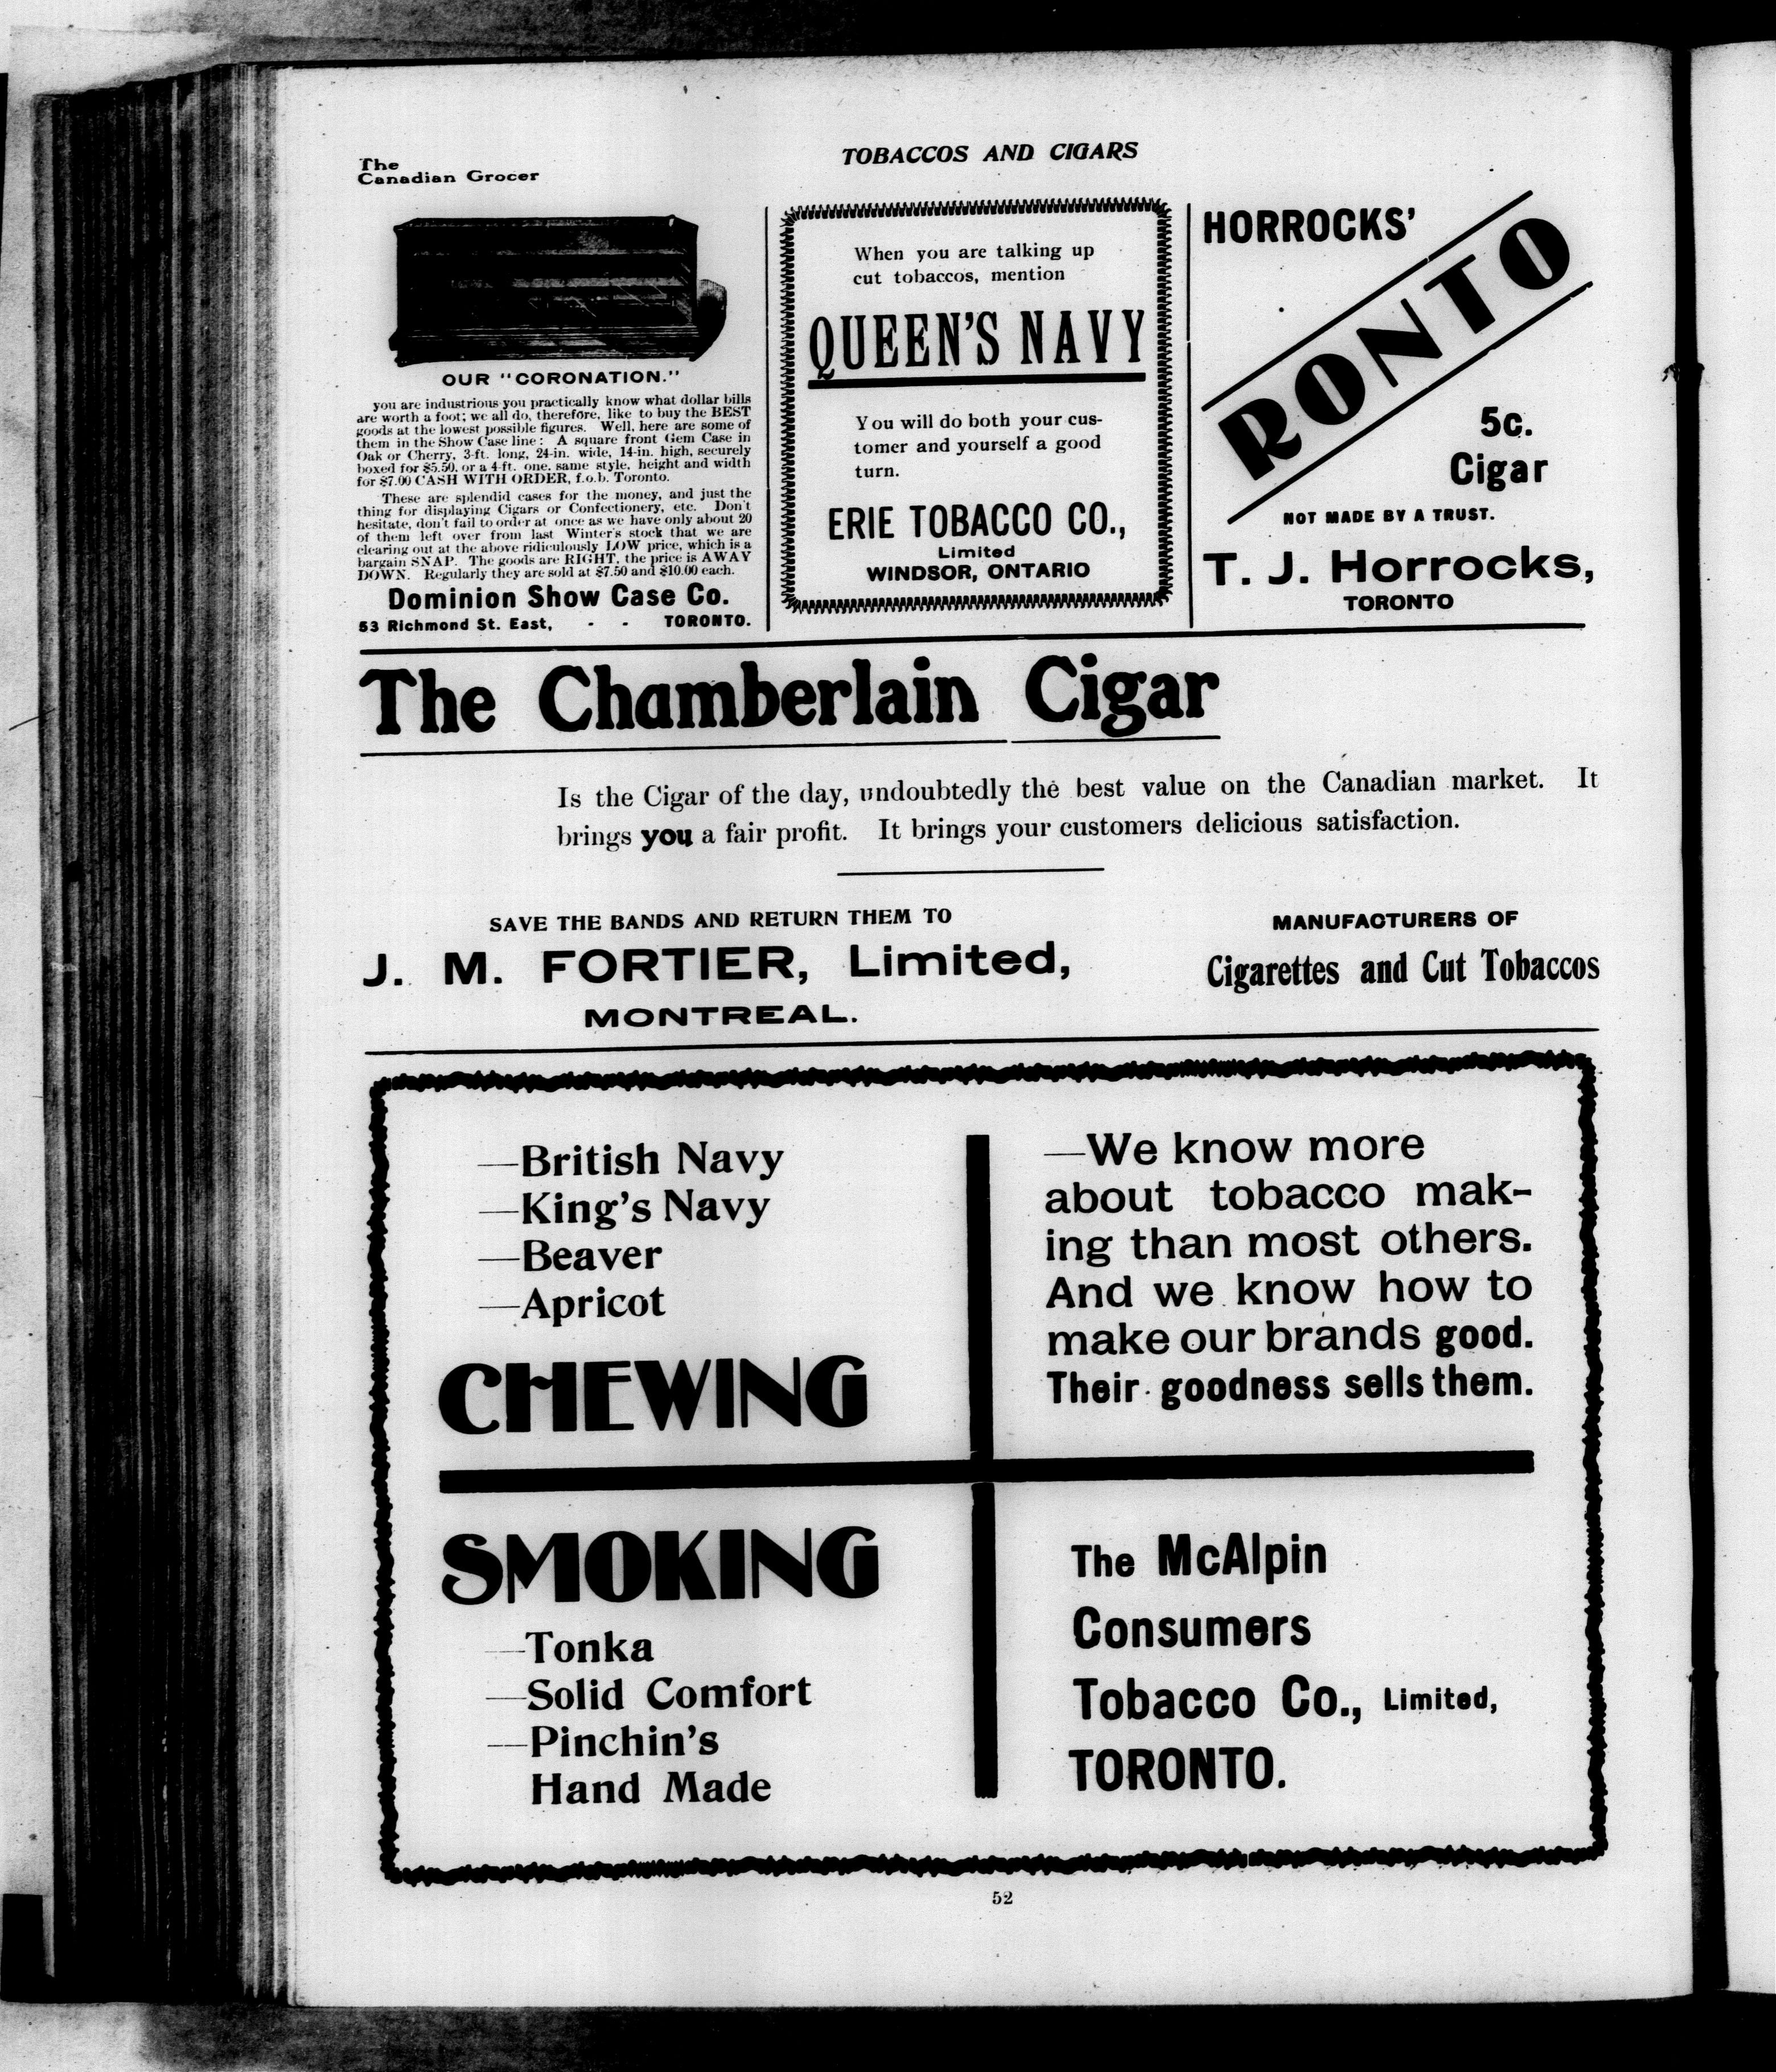 The
Canadian Grocer
TOBACCOS AND CIGARS
OUR "CORONATION."
you are industrious you practically know what dollar bills
are worth a foot; we all do, therefore, like to buy the BEST
goods at the lowest possible figures. Well, here are some of
them in the Show Case line: A square front Gem Case in
Oak or Cherry, 3-ft. long, 24-in. wide, 14-in. high, securely
boxed for $5.50, or a 4-ft. one, same style, height and width
for $7.00 CASH WITH ORDER, f.o.b. Toronto.
These are splendid cases for the money, and just the
thing for displaying Cigars or Confectionery, etc. Don't
hesitate, don't fail to order at once as we have only about 20
of them left over from last Winter's stock that we are
clearing out at the above ridiculously LOW price, which is a
bargain SNAP. The goods are RIGHT, the price is AWAY
DOWN. Regularly they are sold at $7.50 and $10.00 each.
Dominion Show Case Co.
53 Richmond St. East, - - TORONTO.
When you are talking up
cut tobaccos, mention
QUEEN'S NAVY
You will do both your cus-
tomer and yourself a good
turn.
ERIE TOBACCO CO.,
Limited
WINDSOR, ONTARIO
HORROCKS'
RONTO
5c.
Cigar
NOT MADE BY A TRUST.
T. J. Horrocks,
TORONTO
The Chamberlain Cigar
Is the Cigar of the day, undoubtedly the best value on the Canadian market. It
brings you a fair profit. It brings your customers delicious satisfaction.
SAVE THE BANDS AND RETURN THEM TO
J. M. FORTIER, Limited,
MONTREAL.
MANUFACTURERS OF
Cigarettes and Cut Tobaccos
—British Navy
—King's Navy
—Beaver
—Apricot
CHEWING
—We know more
about tobacco mak-
ing than most others.
And we know how to
make our brands good.
Their goodness sells them.
SMOKING
—Tonka
—Solid Comfort
—Pinchin's
Hand Made
The McAlpin
Consumers
Tobacco Co., Limited,
TORONTO.
52